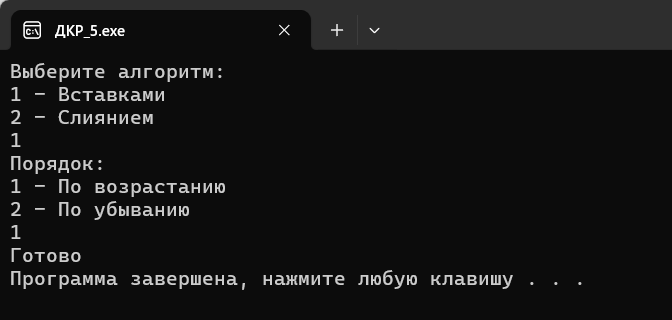 ДКР_5.exe
Выберите алгоритм:
1 - Вставками
2 - Слиянием
1
Порядок:
1 - По возрастанию
2 - По убыванию
1
Готово
Программа завершена, нажмите любую клавишу . . .